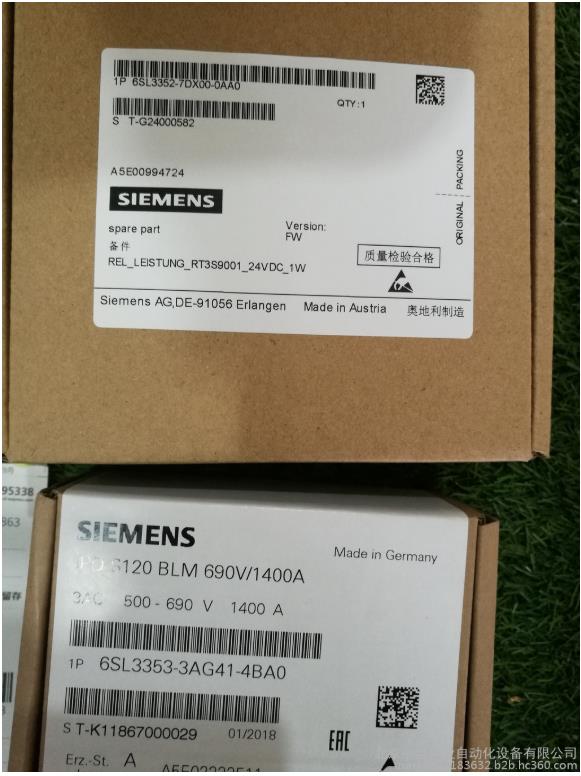 1P 6SL3352-7DX00-0AA0
QTY:1
S T-G24000582
A5E00994724
SIEMENS
spare part
Version:
FW
备件
REL_LEISTUNG_RT3S9001_24VDC_1W
质量检验合格
ORIGINAL PACKING
Siemens AG,DE-91056 Erlangen Made in Austria 奥地利制造
95338
863
SIEMENS
Made in Germany
S120 BLM 690V/1400A
3AC 500 - 690 V 1400 A
1P 6SL3353-3AG41-4BA0
S T-K11867000029 01/2018
EAC
Erz.-St. A
自动化设备有限公司
183632.b2b.hc360.com